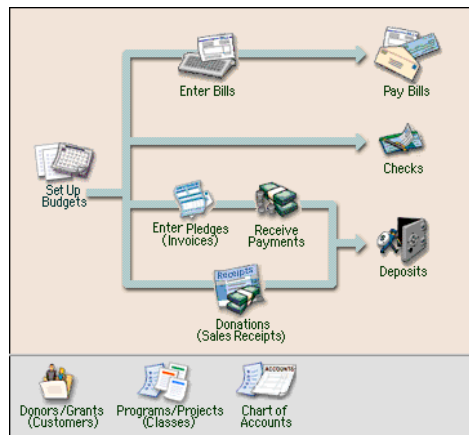 Enter Bills
Pay Bills
Checks
Set Up
Budgets
Enter Pledges
(Invoices)
Receive
Payments
Deposits
Receipts
Donations
(Sales Receipts)
ACCOUNTS
Donors/Grants
(Customers)
Programs/Projects
(Classes)
Chart of
Accounts